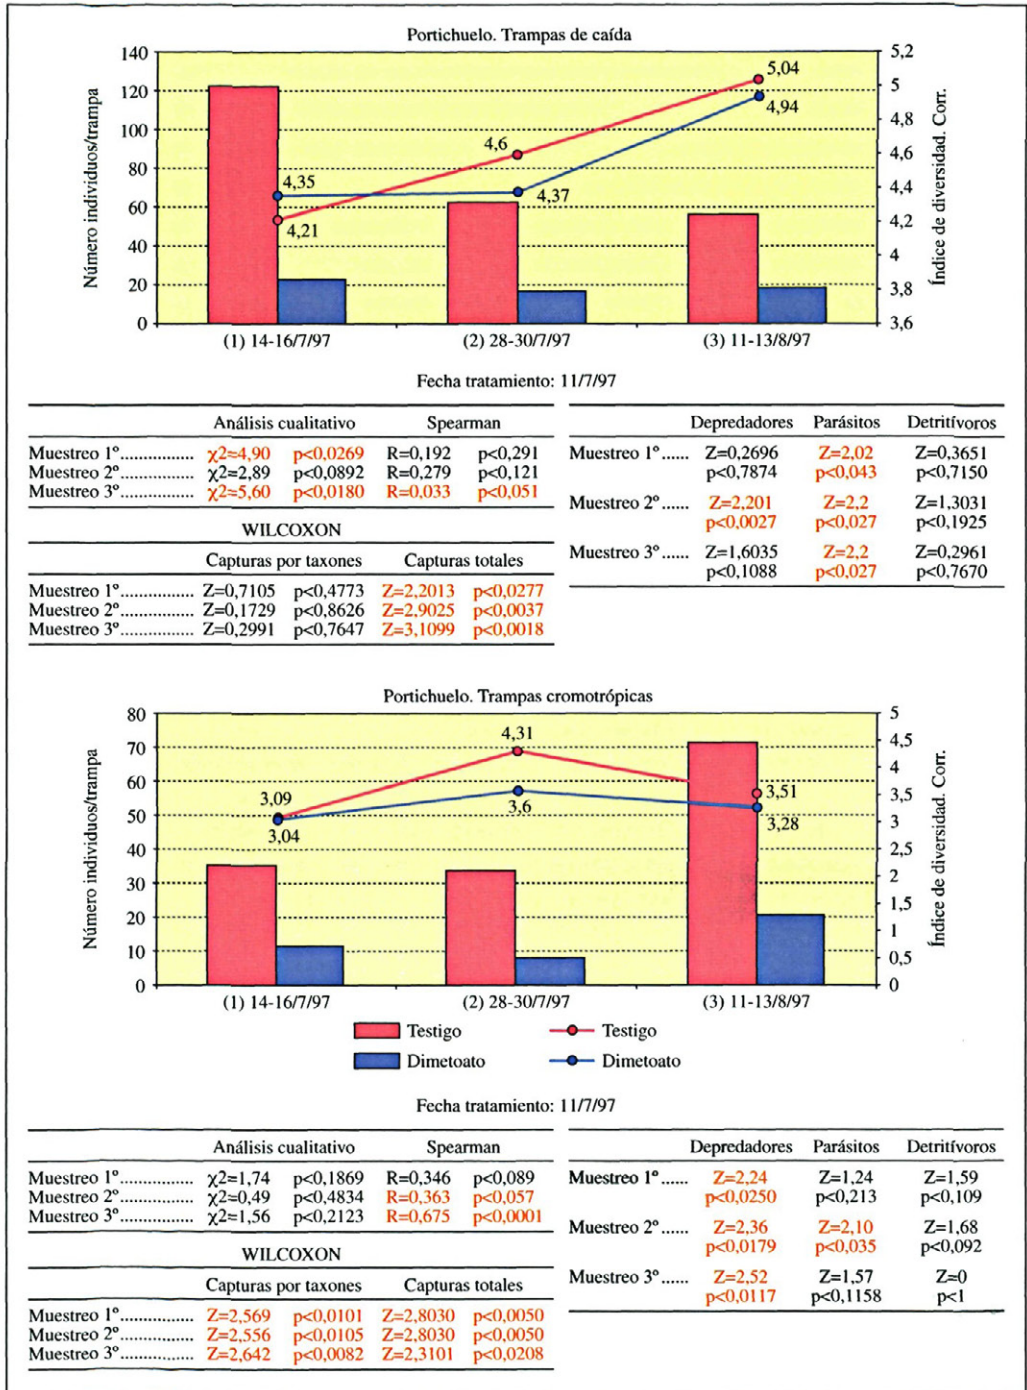 Portichuelo. Trampas de caída
Número individuos/trampa
140
120
100
80
60
40
20
0
5,2
5
4,8
4,6
4,4
4,2
4
3,8
3,6
Índice de diversidad. Corr.
4,35
4,21
4,6
4,37
5,04
4,94
(1) 14-16/7/97 (2) 28-30/7/97 (3) 11-13/8/97
Fecha tratamiento: 11/7/97
Análisis cualitativo Spearman
Muestreo 1º................ χ2=4,90 p<0,0269 R=0,192 p<0,291
Muestreo 2º................ χ2=2,89 p<0,0892 R=0,279 p<0,121
Muestreo 3º................ χ2=5,60 p<0,0180 R=0,033 p<0,051
WILCOXON
Capturas por taxones Capturas totales
Muestreo 1º................ Z=0,7105 p<0,4773 Z=2,2013 p<0,0277
Muestreo 2º................ Z=0,1729 p<0,8626 Z=2,9025 p<0,0037
Muestreo 3º................ Z=0,2991 p<0,7647 Z=3,1099 p<0,0018
Depredadores Parásitos Detritívoros
Muestreo 1º...... Z=0,2696 Z=2,02 Z=0,3651
p<0,7874 p<0,043 p<0,7150
Muestreo 2º...... Z=2,201 Z=2,2 Z=1,3031
p<0,0027 p<0,027 p<0,1925
Muestreo 3º...... Z=1,6035 Z=2,2 Z=0,2961
p<0,1088 p<0,027 p<0,7670
Portichuelo. Trampas cromotrópicas
Número individuos/trampa
80
70
60
50
40
30
20
10
0
5
4,5
4
3,5
3
2,5
2
1,5
1
0,5
0
Índice de diversidad. Corr.
3,09
3,04
4,31
3,6
3,51
3,28
(1) 14-16/7/97 (2) 28-30/7/97 (3) 11-13/8/97
Testigo Testigo
Dimetoato Dimetoato
Fecha tratamiento: 11/7/97
Análisis cualitativo Spearman
Muestreo 1º................ χ2=1,74 p<0,1869 R=0,346 p<0,089
Muestreo 2º................ χ2=0,49 p<0,4834 R=0,363 p<0,057
Muestreo 3º................ χ2=1,56 p<0,2123 R=0,675 p<0,0001
WILCOXON
Capturas por taxones Capturas totales
Muestreo 1º................ Z=2,569 p<0,0101 Z=2,8030 p<0,0050
Muestreo 2º................ Z=2,556 p<0,0105 Z=2,8030 p<0,0050
Muestreo 3º................ Z=2,642 p<0,0082 Z=2,3101 p<0,0208
Depredadores Parásitos Detritívoros
Muestreo 1º...... Z=2,24 Z=1,24 Z=1,59
p<0,0250 p<0,213 p<0,109
Muestreo 2º...... Z=2,36 Z=2,10 Z=1,68
p<0,0179 p<0,035 p<0,092
Muestreo 3º...... Z=2,52 Z=1,57 Z=0
p<0,0117 p<0,1158 p<1